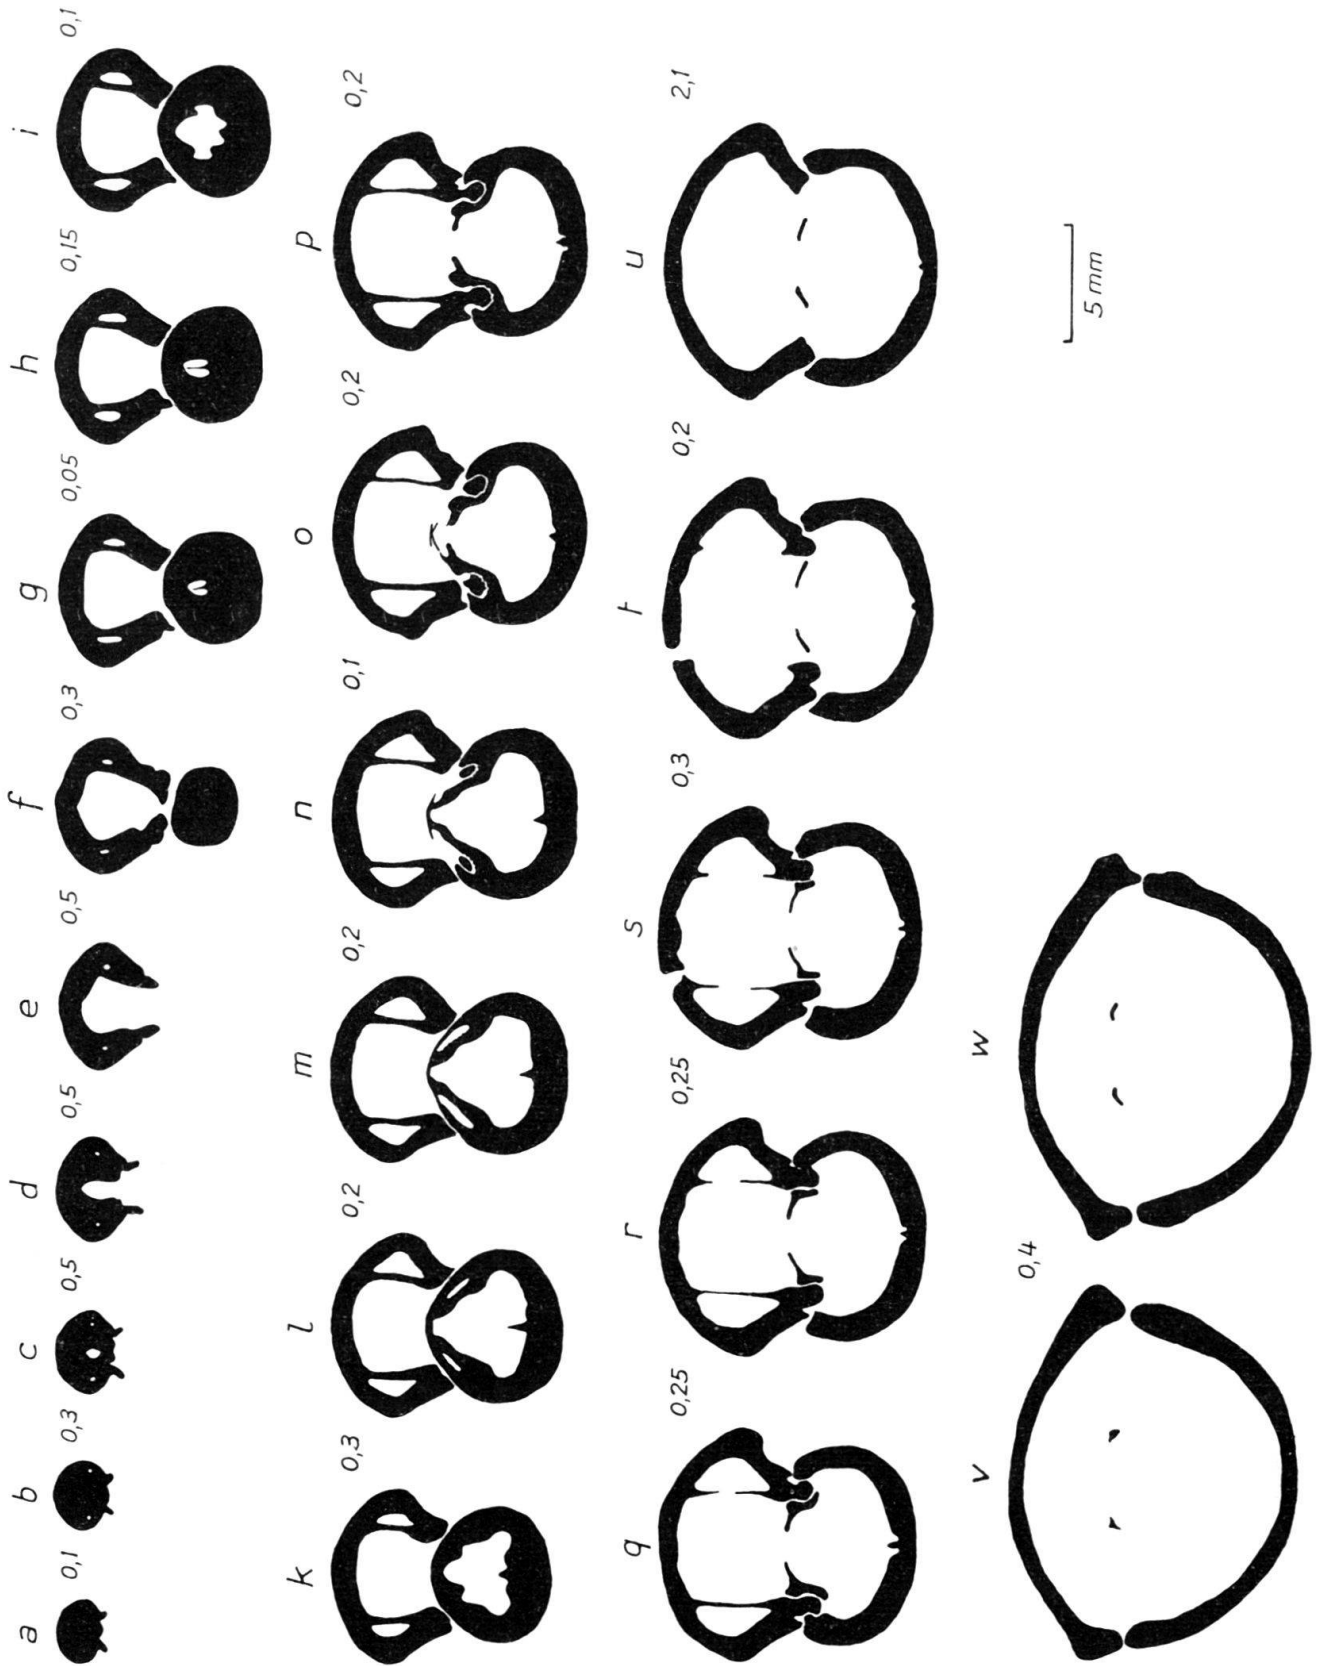 a 0,1 b 0,3 c 0,5 d 0,5 e 0,5 f 0,3 g 0,05 h 0,15 i 0,1
k 0,3 l 0,2 m 0,2 n 0,1 o 0,2 p 0,2
q 0,25 r 0,25 s 0,3 t 0,2 u 2,1
v 0,4 w
5 mm